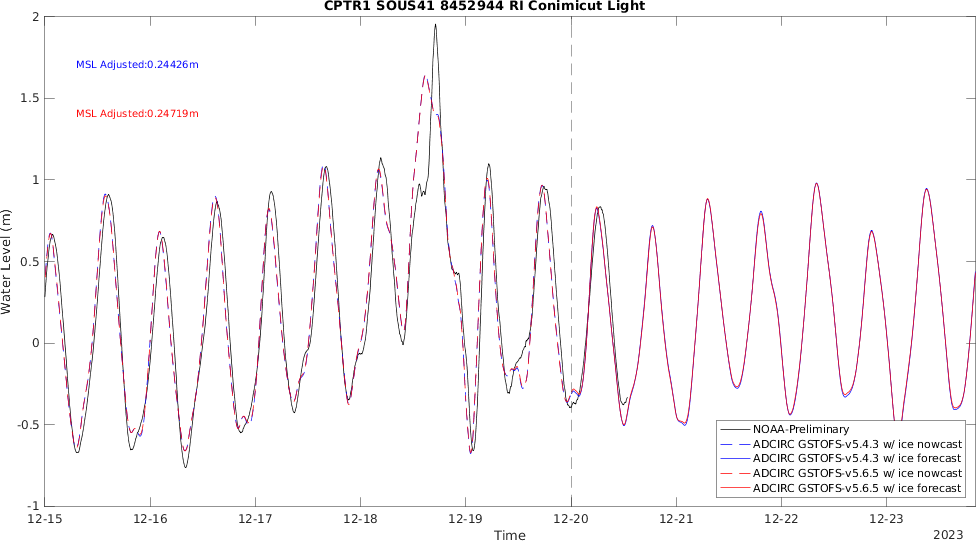 CPTR1 SOUS41 8452944 RI Conimicut Light
2
1.5
1
0.5
0
-0.5
-1
Water Level (m)
MSL Adjusted:0.24426m
MSL Adjusted:0.24719m
NOAA-Preliminary
ADCIRC GSTOFS-v5.4.3 w/ ice nowcast
ADCIRC GSTOFS-v5.4.3 w/ ice forecast
ADCIRC GSTOFS-v5.6.5 w/ ice nowcast
ADCIRC GSTOFS-v5.6.5 w/ ice forecast
12-15 12-16 12-17 12-18 12-19 12-20 12-21 12-22 12-23
Time
2023